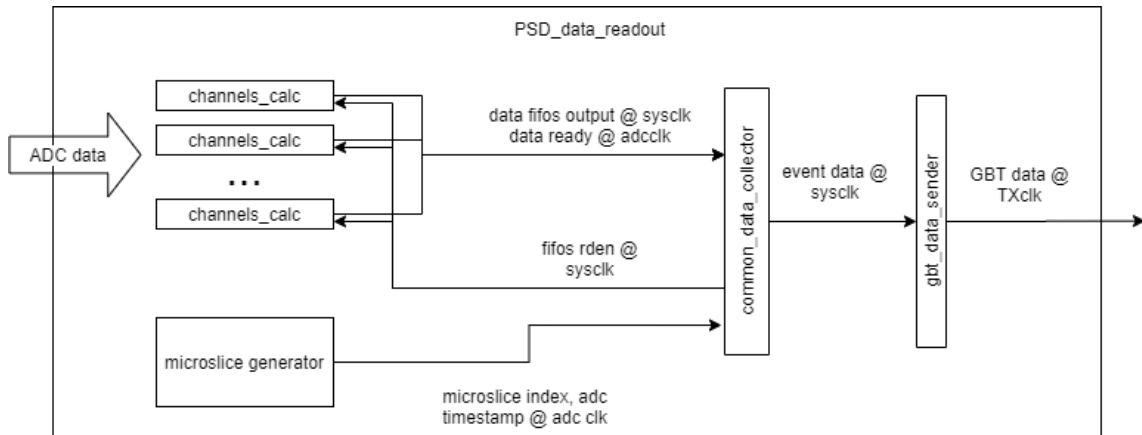 PSD_data_readout
channels_calc
channels_calc
...
channels_calc
ADC data
data fifos output @ sysclk
data ready @ adcclk
fifos rden @
sysclk
common_data_collector
event data @
sysclk
gbt_data_sender
GBT data @
TXclk
microslice generator
microslice index, adc
timestamp @ adc clk